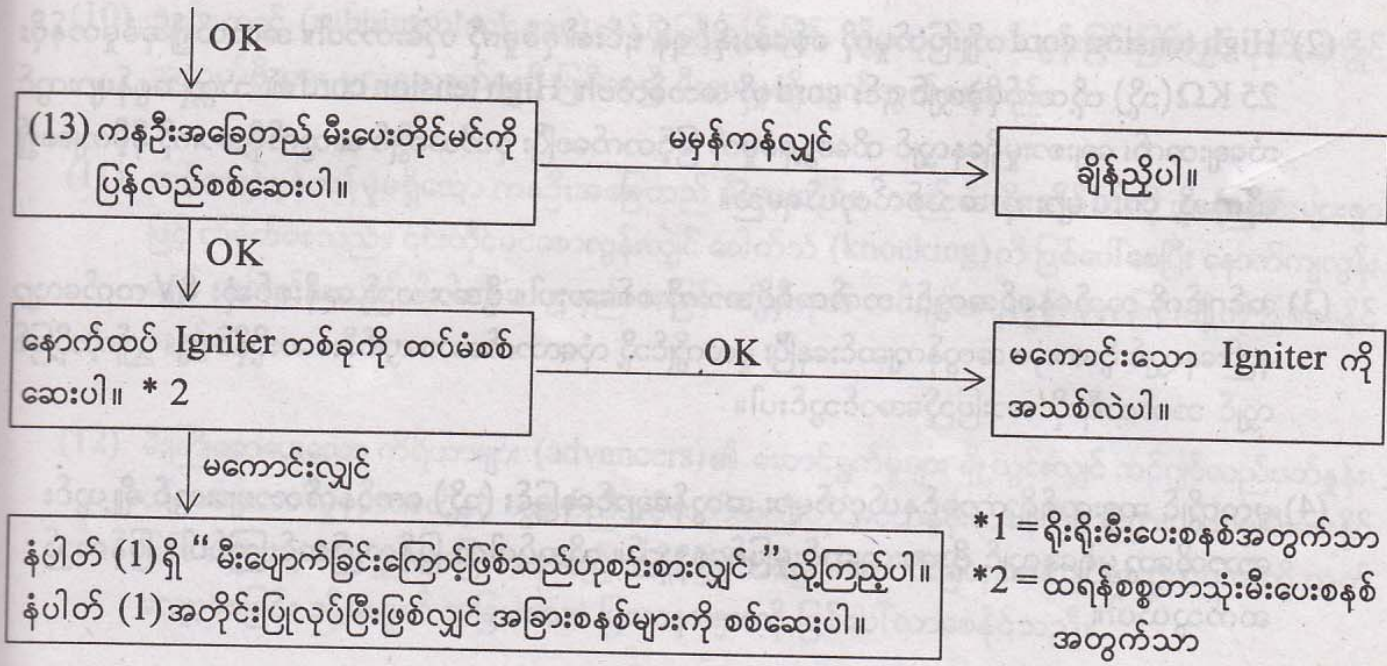 OK
(13) ကနဦးအခြေတည် မီးပေးတိုင်မင်ကို
ပြန်လည်စစ်ဆေးပါ။
မမှန်ကန်လျှင်
ချိန်ညှိပါ။
OK
နောက်ထပ် Igniter တစ်ခုကို ထပ်မံစစ်
ဆေးပါ။ * 2
OK
မကောင်းသော Igniter ကို
အသစ်လဲပါ။
မကောင်းလျှင်
နံပါတ် (1) ရှိ “မီးပျောက်ခြင်းကြောင့်ဖြစ်သည်ဟုစဉ်းစားလျှင်” သို့ကြည့်ပါ။
နံပါတ် (1) အတိုင်းပြုလုပ်ပြီးဖြစ်လျှင် အခြားစနစ်များကို စစ်ဆေးပါ။
*1 = ရိုးရိုးမီးပေးစနစ်အတွက်သာ
*2 = ထရန်စစ္စတာသုံးမီးပေးစနစ်
အတွက်သာ